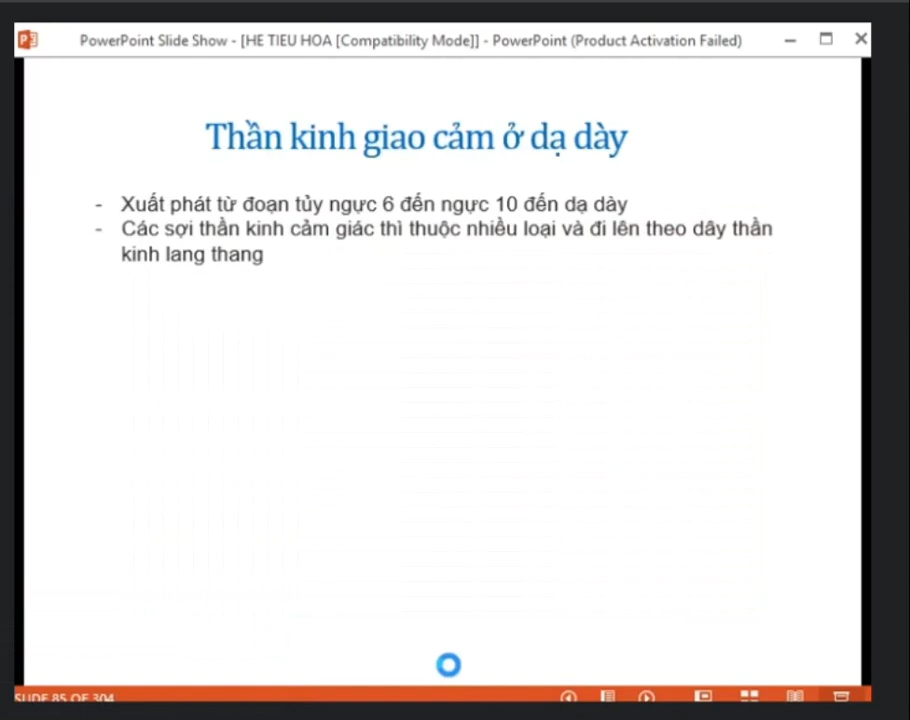 PowerPoint Slide Show - [HE TIEU HOA [Compatibility Mode]] - PowerPoint (Product Activation Failed)
Thần kinh giao cảm ở dạ dày
- Xuất phát từ đoạn tủy ngực 6 đến ngực 10 đến dạ dày
- Các sợi thần kinh cảm giác thì thuộc nhiều loại và đi lên theo dây thần
kinh lang thang
SLIDE 85 OF 304